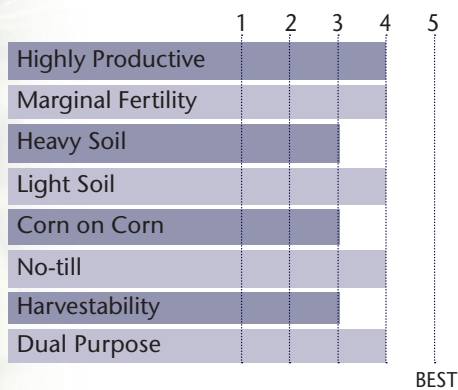 1 2 3 4 5
Highly Productive
Marginal Fertility
Heavy Soil
Light Soil
Corn on Corn
No-till
Harvestability
Dual Purpose
BEST